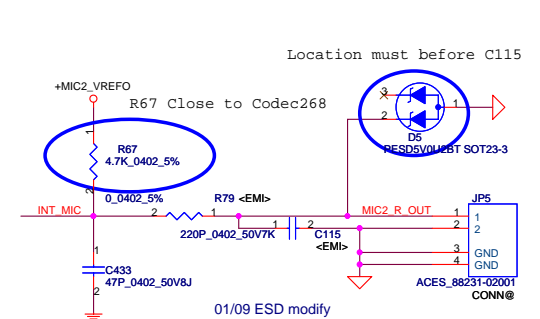 Location must before C115
+MIC2_VREFO
R67 Close to Codec268
3
1
2
D5
PESD5V0U2BT SOT23-3
1
R67
4.7K_0402_5%
2
0_0402_5%
R79 <EMI>
JP5
INT_MIC
2
1
MIC2_R_OUT
1
1
2
2
1
2
220P_0402_50V7K
C115
<EMI>
3
GND
4
GND
1
C433
47P_0402_50V8J
2
ACES_88231-02001
CONN@
01/09 ESD modify